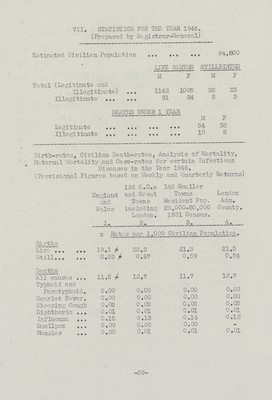 VII. STATISTICS FOR THE YEAR 1946.
(Prepared by Registrar-General)
Estimated Civilian Population ... ... ... 94,800
LIVE BIRTHS STILLBIRTHS
M F M F
Total (Legitimate and
Illegitimate) ... 1142 1085 32 23
Illegitimate ... ... 91 84 5 3
DEATHS UNDER 1 YEAR
M F
Legitimate ... ... ... ... 54 32
Illegitimate ... ... ... ... 10 6
Birth-rates, Civilian Death-rates, Analysis of Mortality,
Maternal Mortality and Case-rates for certain Infectious
Diseases in the Year 1946.
(Provisional Figures based on Weekly and Quarterly Returns)
England and Wales
126 C.B.s and Great Towns including London.
148 Smaller Towns Resident Pop. 25,000-50,000 1931 Census.
London Adm. County.
1. 2. 3. 4.
Rates per 1,000 Civilian Population.
Births
Live... ... 19.1 22.2 21.3 21.5
Still... ... 0.53 0.67 0.59 0.54
Deaths
All causes ... 11.5 12.7 11.7 12.7
Typhoid and
Paratyphoid. 0.00 0.00 0.00 0.00
Scarlet Fever. 0.00 0.00 0.00 0.00
Whooping Cough 0.02 0.02 0.02 0.02
Diphtheria ... 0.01 0.01 0.01 0.01
Influenza ... 0.15 0.13 0.14 0.12
Smallpox ... 0.00 0.00 0.00 -
Measles ... 0.00 0.01 0.01 0.01
-29-